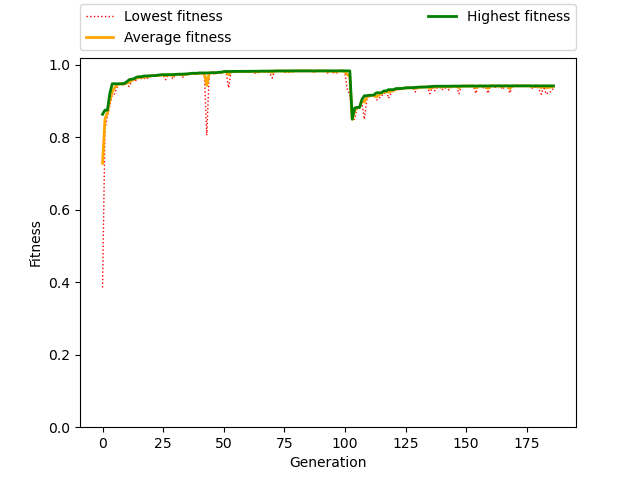 Lowest fitness
Average fitness
Highest fitness
1.0
0.8
0.6
0.4
0.2
0.0
Fitness
0 25 50 75 100 125 150 175
Generation